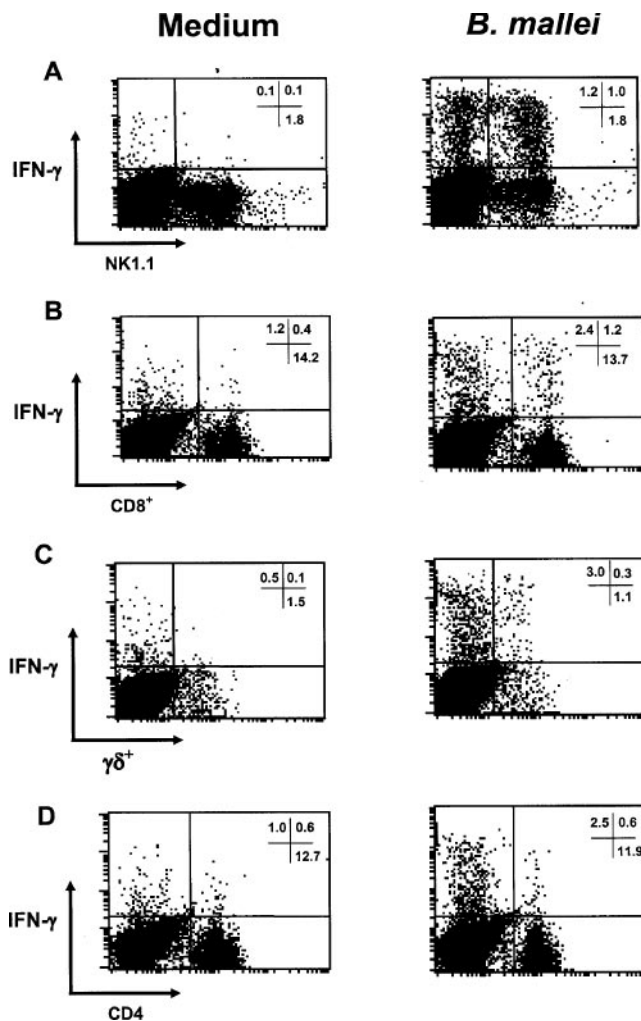 Medium
B. mallei
A
0.1 0.1
1.8
1.2 1.0
1.8
IFN-γ
NK1.1
B
1.2 0.4
14.2
2.4 1.2
13.7
IFN-γ
CD8+
C
0.5 0.1
1.5
3.0 0.3
1.1
IFN-γ
γδ+
D
1.0 0.6
12.7
2.5 0.6
11.9
IFN-γ
CD4